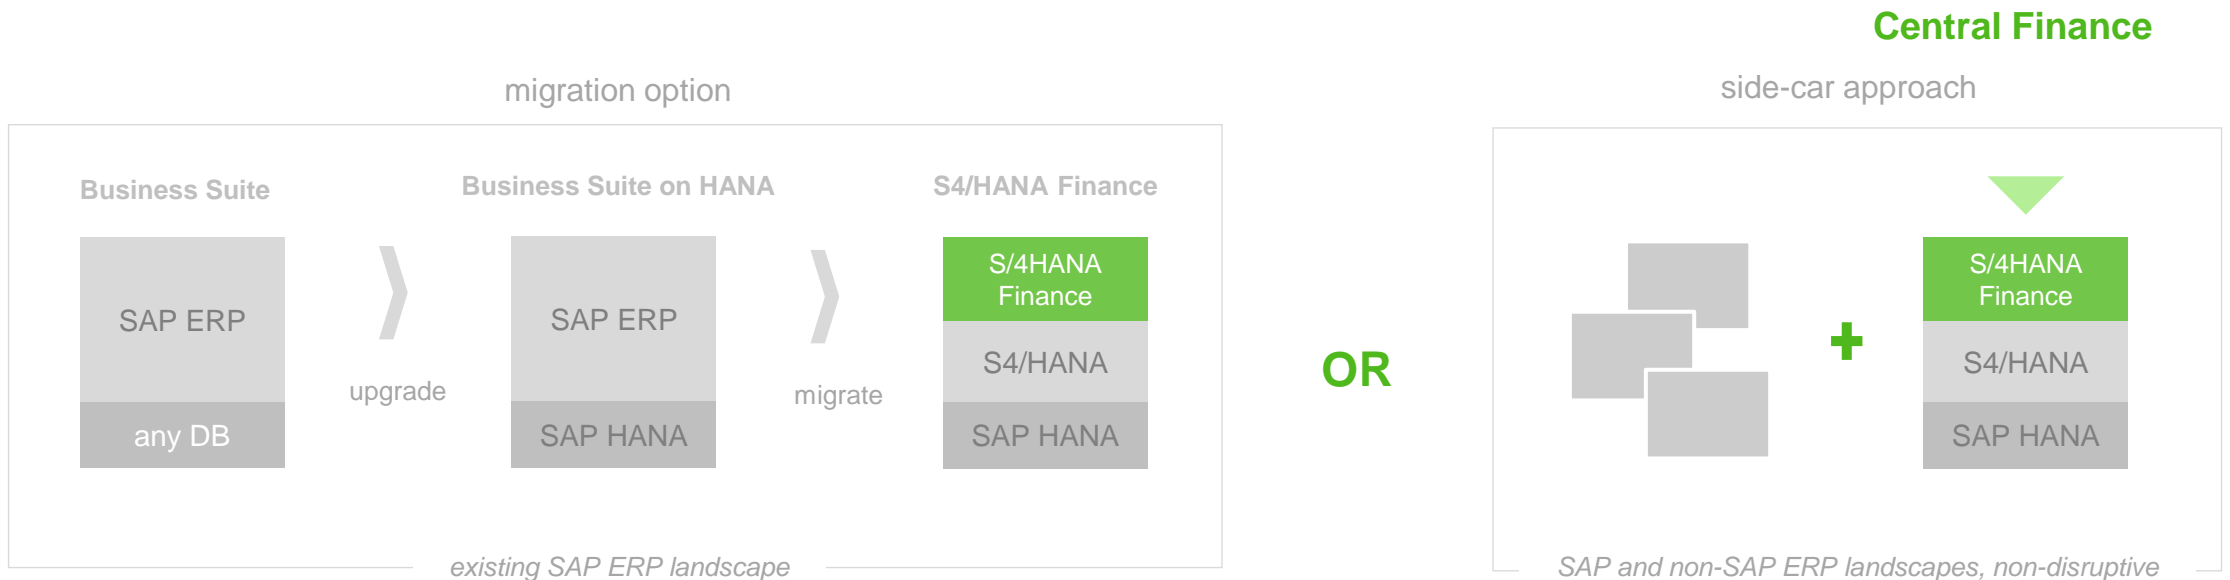 Central Finance
migration option
side-car approach
Business Suite
Business Suite on HANA
S4/HANA Finance
SAP ERP
any DB
upgrade
SAP ERP
SAP HANA
migrate
S/4HANA
Finance
S4/HANA
SAP HANA
existing SAP ERP landscape
OR
S/4HANA
Finance
S4/HANA
SAP HANA
SAP and non-SAP ERP landscapes, non-disruptive